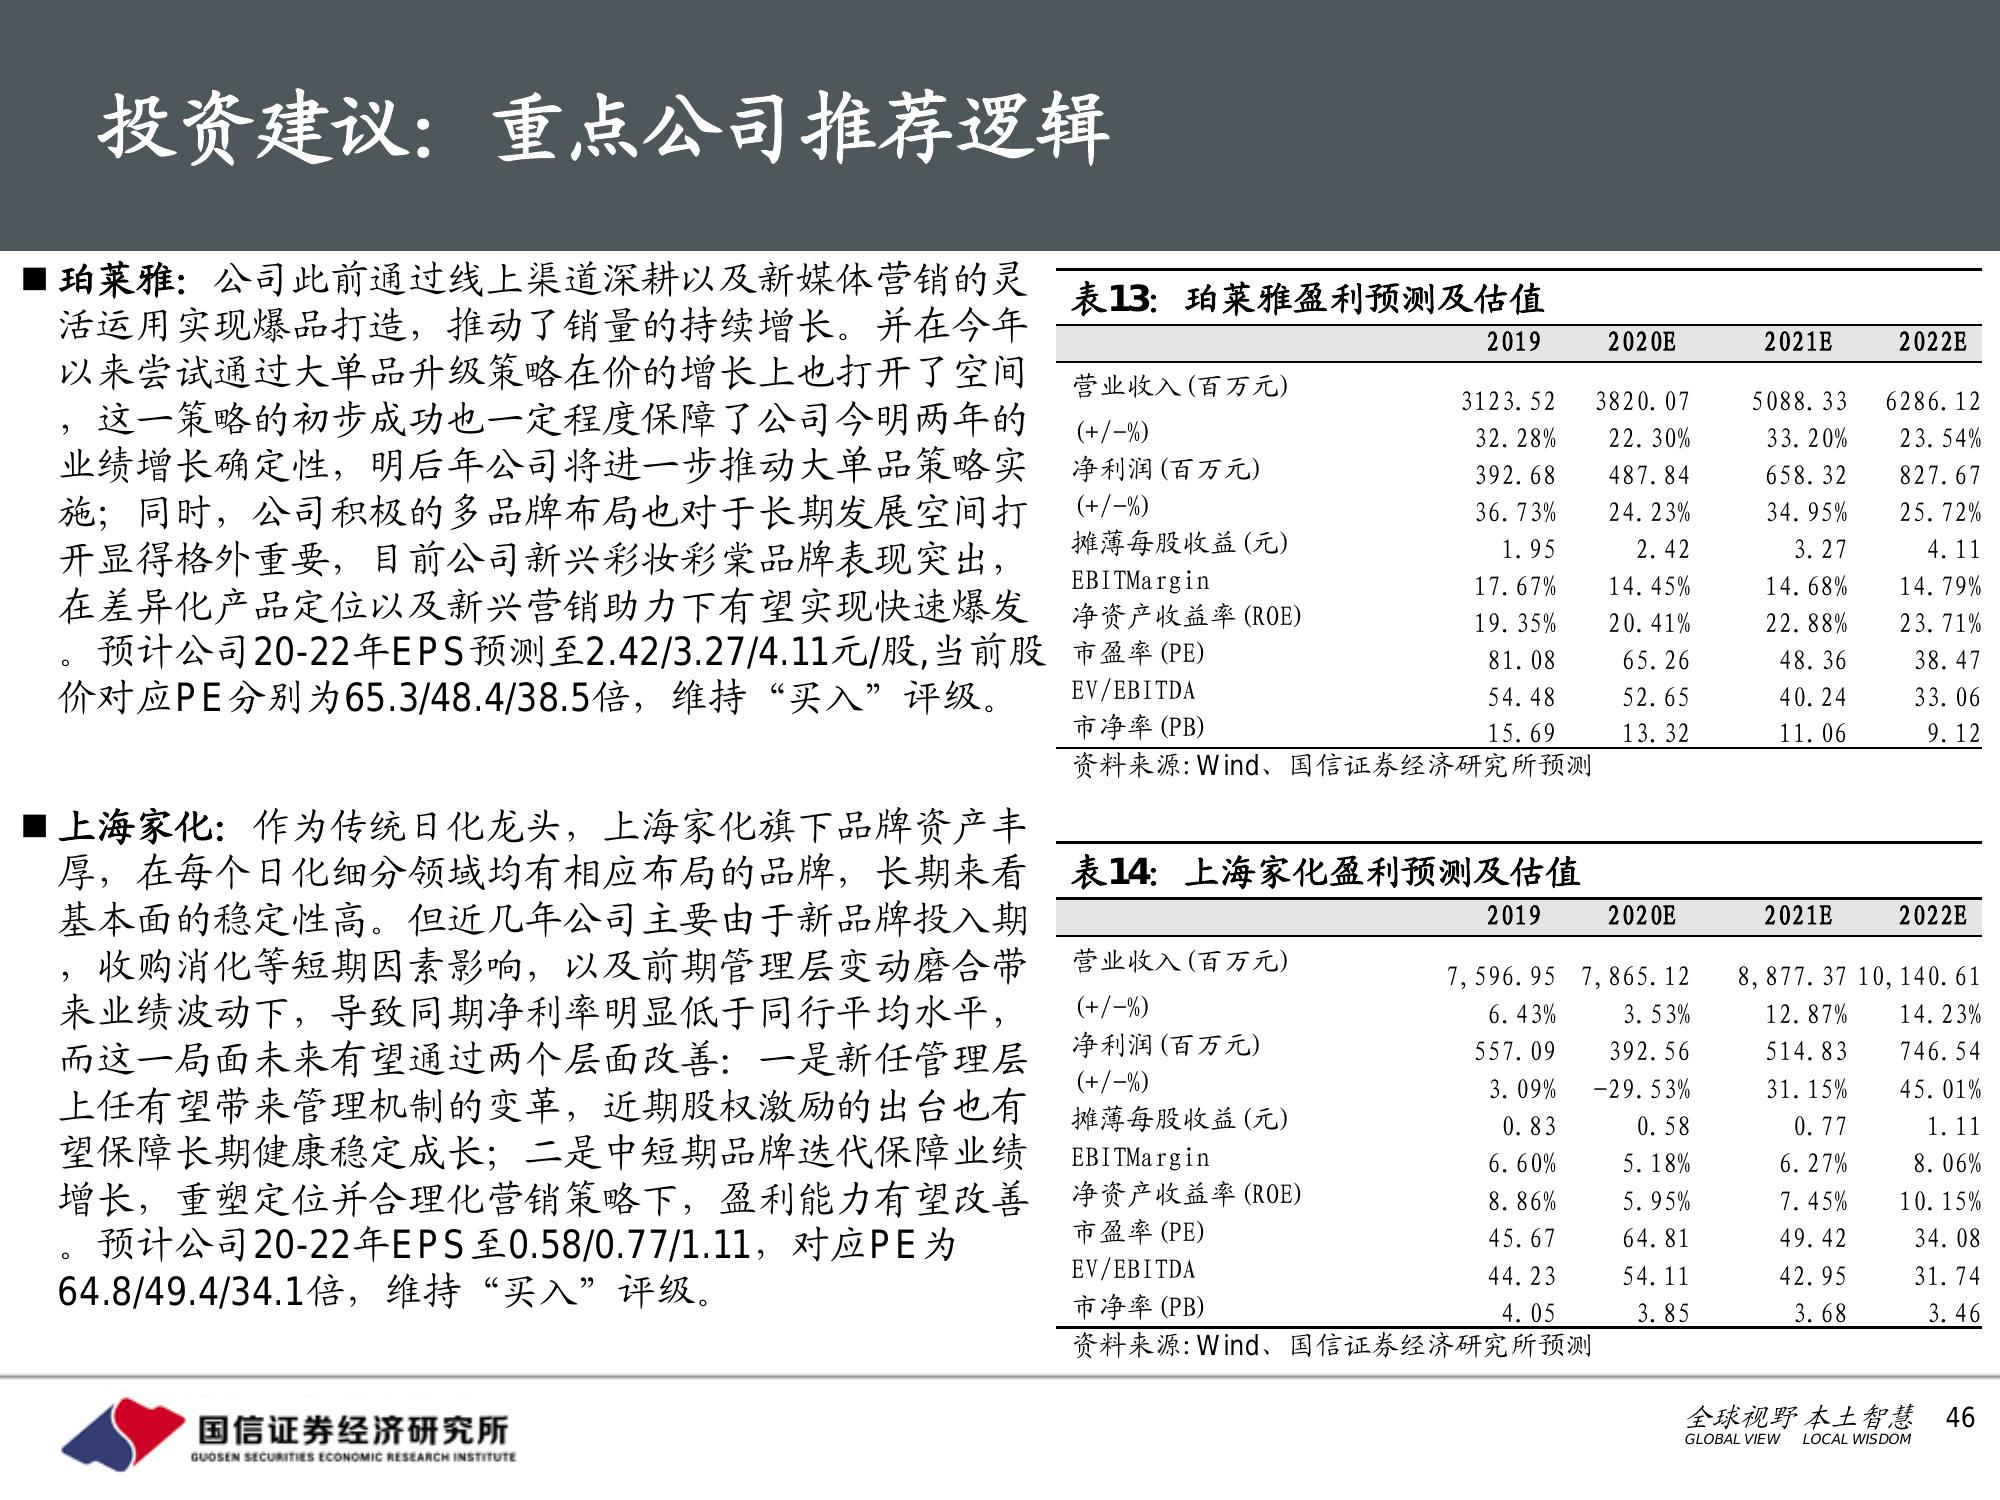 投资建议：重点公司推荐逻辑
■ 珀莱雅：公司此前通过线上渠道深耕以及新媒体营销的灵
活运用实现爆品打造，推动了销量的持续增长。并在今年
以来尝试通过大单品升级策略在价的增长上也打开了空间
，这一策略的初步成功也一定程度保障了公司今明两年的
业绩增长确定性，明后年公司将进一步推动大单品策略实
施；同时，公司积极的多品牌布局也对于长期发展空间打
开显得格外重要，目前公司新兴彩妆彩棠品牌表现突出，
在差异化产品定位以及新兴营销助力下有望实现快速爆发
。预计公司20-22年EPS预测至2.42/3.27/4.11元/股,当前股
价对应PE分别为65.3/48.4/38.5倍，维持“买入”评级。
■ 上海家化：作为传统日化龙头，上海家化旗下品牌资产丰
厚，在每个日化细分领域均有相应布局的品牌，长期来看
基本面的稳定性高。但近几年公司主要由于新品牌投入期
，收购消化等短期因素影响，以及前期管理层变动磨合带
来业绩波动下，导致同期净利率明显低于同行平均水平，
而这一局面未来有望通过两个层面改善：一是新任管理层
上任有望带来管理机制的变革，近期股权激励的出台也有
望保障长期健康稳定成长；二是中短期品牌迭代保障业绩
增长，重塑定位并合理化营销策略下，盈利能力有望改善
。预计公司20-22年EPS至0.58/0.77/1.11，对应PE为
64.8/49.4/34.1倍，维持“买入”评级。
表13：珀莱雅盈利预测及估值
2019 2020E 2021E 2022E
营业收入(百万元) 3123.52 3820.07 5088.33 6286.12
(+/-%) 32.28% 22.30% 33.20% 23.54%
净利润(百万元) 392.68 487.84 658.32 827.67
(+/-%) 36.73% 24.23% 34.95% 25.72%
摊薄每股收益(元) 1.95 2.42 3.27 4.11
EBITMargin 17.67% 14.45% 14.68% 14.79%
净资产收益率(ROE) 19.35% 20.41% 22.88% 23.71%
市盈率(PE) 81.08 65.26 48.36 38.47
EV/EBITDA 54.48 52.65 40.24 33.06
市净率(PB) 15.69 13.32 11.06 9.12
资料来源:Wind、国信证券经济研究所预测
表14：上海家化盈利预测及估值
2019 2020E 2021E 2022E
营业收入(百万元) 7,596.95 7,865.12 8,877.37 10,140.61
(+/-%) 6.43% 3.53% 12.87% 14.23%
净利润(百万元) 557.09 392.56 514.83 746.54
(+/-%) 3.09% -29.53% 31.15% 45.01%
摊薄每股收益(元) 0.83 0.58 0.77 1.11
EBITMargin 6.60% 5.18% 6.27% 8.06%
净资产收益率(ROE) 8.86% 5.95% 7.45% 10.15%
市盈率(PE) 45.67 64.81 49.42 34.08
EV/EBITDA 44.23 54.11 42.95 31.74
市净率(PB) 4.05 3.85 3.68 3.46
资料来源:Wind、国信证券经济研究所预测
国信证券经济研究所
GUOSEN SECURITIES ECONOMIC RESEARCH INSTITUTE
全球视野 本土智慧
GLOBAL VIEW LOCAL WISDOM
46